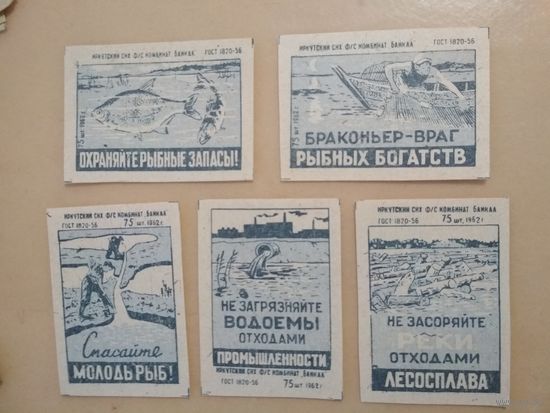 ИРКУТСКИЙ СНХ Ф/С КОМБИНАТ "БАЙКАЛ" ГОСТ 1820-56
75 шт. 1962 г.
ОХРАНЯЙТЕ РЫБНЫЕ ЗАПАСЫ!
ИРКУТСКИЙ СНХ Ф/С КОМБИНАТ "БАЙКАЛ" ГОСТ 1820-56
75 шт. 1962 г.
БРАКОНЬЕР-ВРАГ
РЫБНЫХ БОГАТСТВ
ИРКУТСКИЙ СНХ Ф/С КОМБИНАТ "БАЙКАЛ"
ГОСТ 1820-56 75 шт. 1962 г.
Спасайте
МОЛОДЬ РЫБ!
НЕ ЗАГРЯЗНЯЙТЕ
ВОДОЕМЫ
ОТХОДАМИ
ПРОМЫШЛЕННОСТИ
ИРКУТСКИЙ СНХ Ф/С КОМБИНАТ "БАЙКАЛ"
ГОСТ 1820-56 75 шт 1962 г.
ИРКУТСКИЙ СНХ Ф/С КОМБИНАТ "БАЙКАЛ"
ГОСТ 1820-56 75 шт. 1962 г.
НЕ ЗАСОРЯЙТЕ
РЕКИ
ОТХОДАМИ
ЛЕСОСПЛАВА